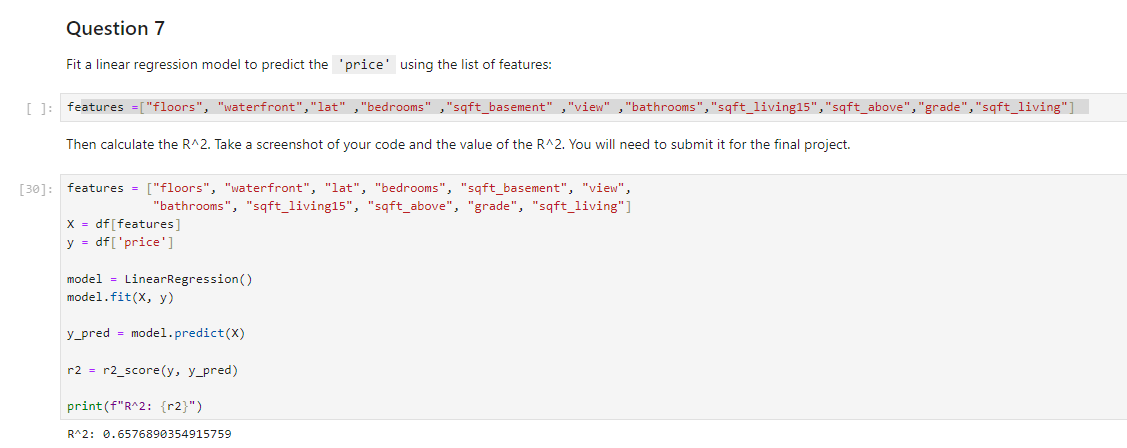 Question 7
Fit a linear regression model to predict the 'price' using the list of features:
[ ]: features =["floors", "waterfront","lat" ,"bedrooms" ,"sqft_basement" ,"view" ,"bathrooms","sqft_living15","sqft_above","grade","sqft_living"]
Then calculate the R^2. Take a screenshot of your code and the value of the R^2. You will need to submit it for the final project.
[30]: features = ["floors", "waterfront", "lat", "bedrooms", "sqft_basement", "view",
"bathrooms", "sqft_living15", "sqft_above", "grade", "sqft_living"]
X = df[features]
y = df['price']
model = LinearRegression()
model.fit(X, y)
y_pred = model.predict(X)
r2 = r2_score(y, y_pred)
print(f"R^2: {r2}")
R^2: 0.6576890354915759